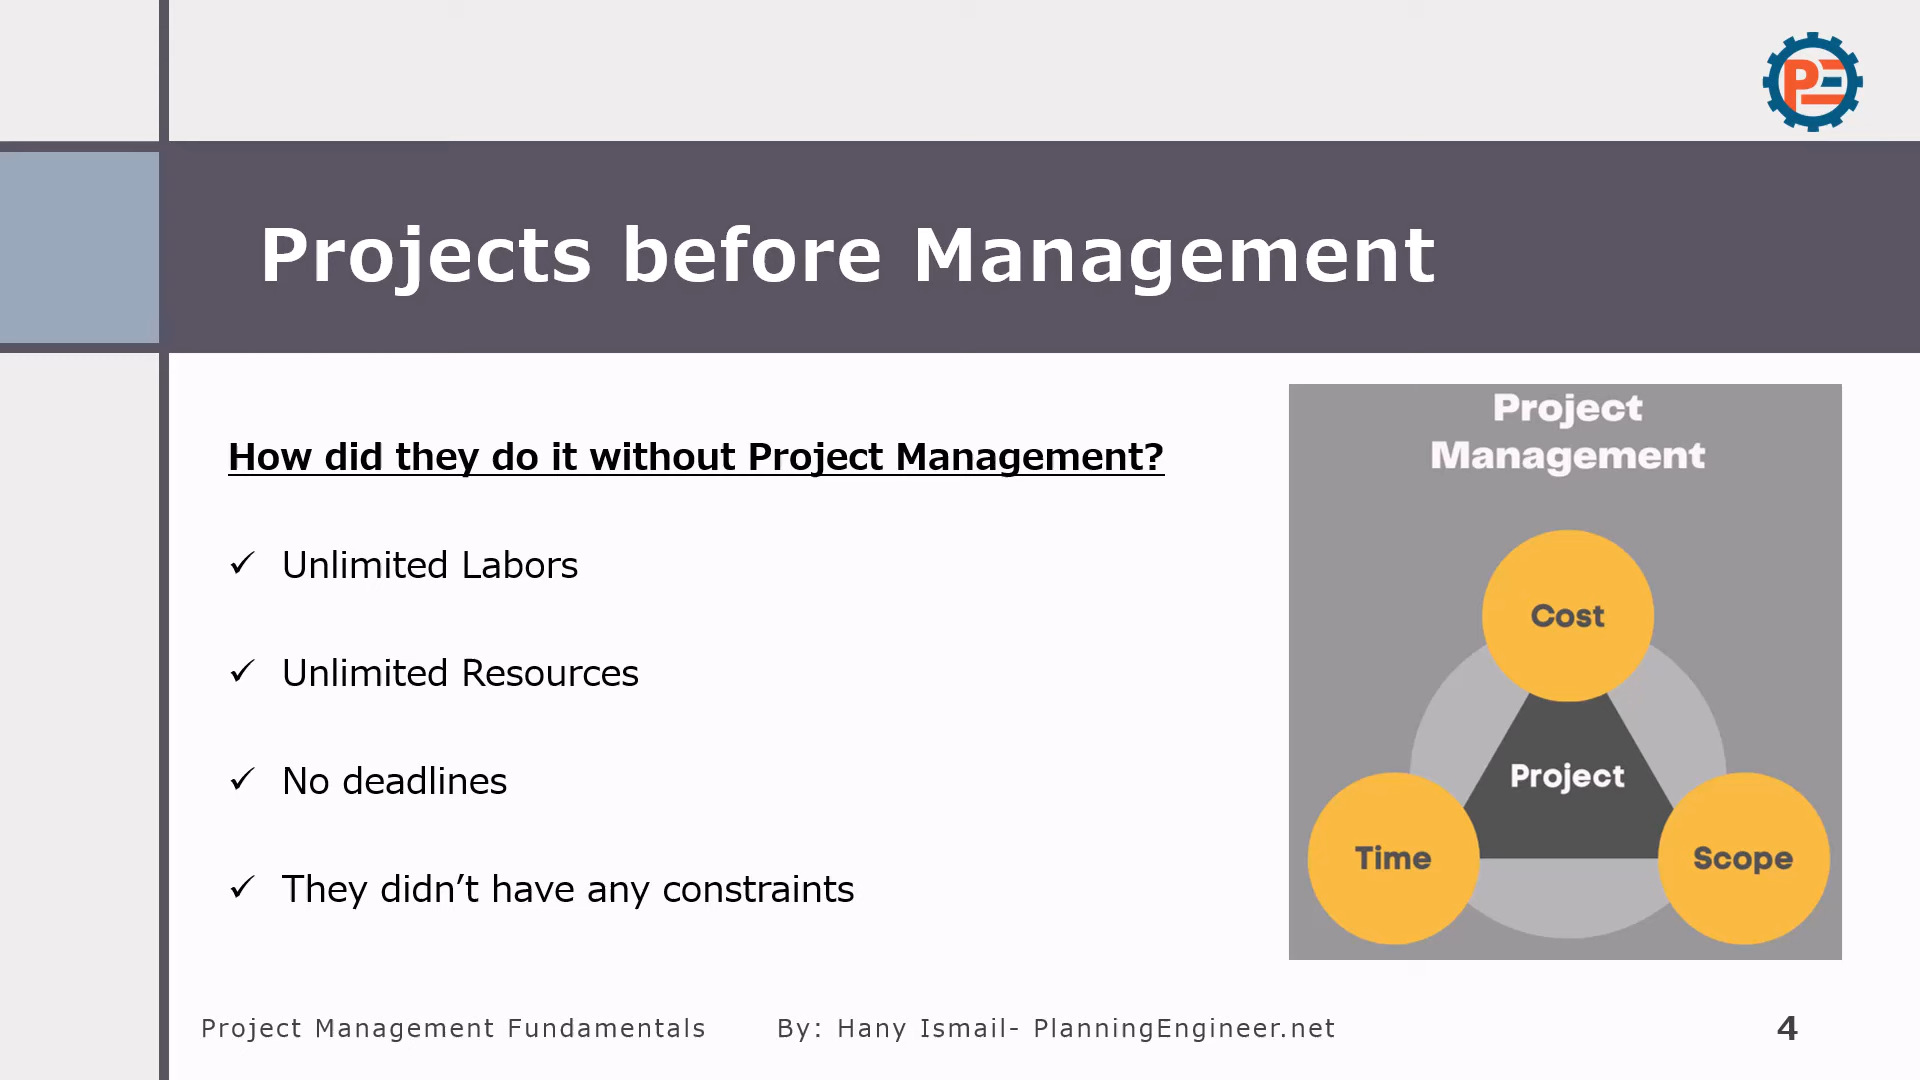 PE
Projects before Management
How did they do it without Project Management?
✓ Unlimited Labors
✓ Unlimited Resources
✓ No deadlines
✓ They didn’t have any constraints
Project
Management
Cost
Project
Time
Scope
Project Management Fundamentals
By: Hany Ismail- PlanningEngineer.net
4